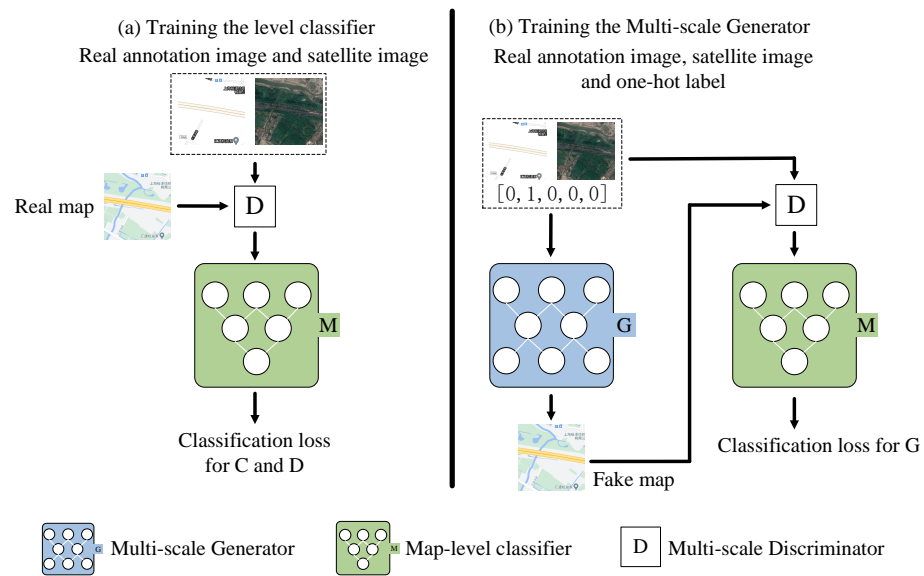 (a) Training the level classifier
Real annotation image and satellite image
Real map
D
M
Classification loss
for C and D
(b) Training the Multi-scale Generator
Real annotation image, satellite image
and one-hot label
[0, 1, 0, 0, 0]
D
G
M
Fake map
Classification loss for G
G
Multi-scale Generator
M
Map-level classifier
D
Multi-scale Discriminator